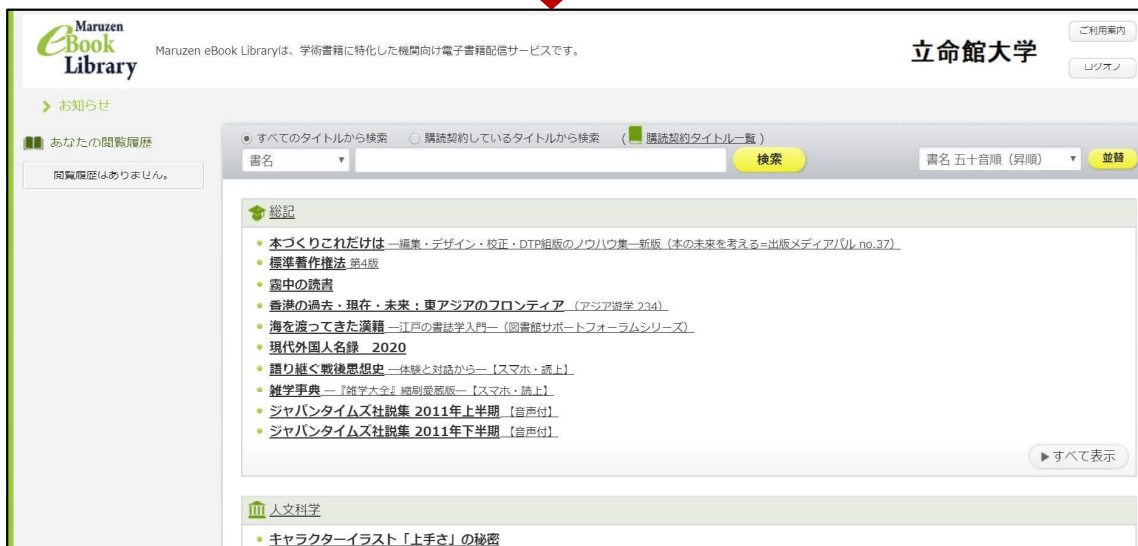 Maruzen
eBook
Library
Maruzen eBook Libraryは、学術書籍に特化した機関向け電子書籍配信サービスです。
立命館大学
ご利用案内
ログオン
お知らせ
あなたの閲覧履歴
閲覧履歴はありません。
すべてのタイトルから検索 購読契約しているタイトルから検索 ( 購読契約タイトル一覧 )
書名 検索 書名 五十音順（昇順） 並替
総記
本づくりこれだけは ―編集・デザイン・校正・DTP組版のノウハウ集―新版（本の未来を考える=出版メディアパル no.37）
標準著作権法 第4版
霧中の読書
香港の過去・現在・未来：東アジアのフロンティア （アジア遊学 234）
海を渡ってきた漢籍 ―江戸の書誌学入門―（図書館サポートフォーラムシリーズ）
現代外国人名録 2020
語り継ぐ戦後思想史 ―体験と対話から―【スマホ・読上】
雑学事典 ―『雑学大全』縮刷愛蔵版―【スマホ・読上】
ジャパンタイムズ社説集 2011年上半期 【音声付】
ジャパンタイムズ社説集 2011年下半期 【音声付】
▶すべて表示
人文科学
キャラクターイラスト「上手さ」の秘密